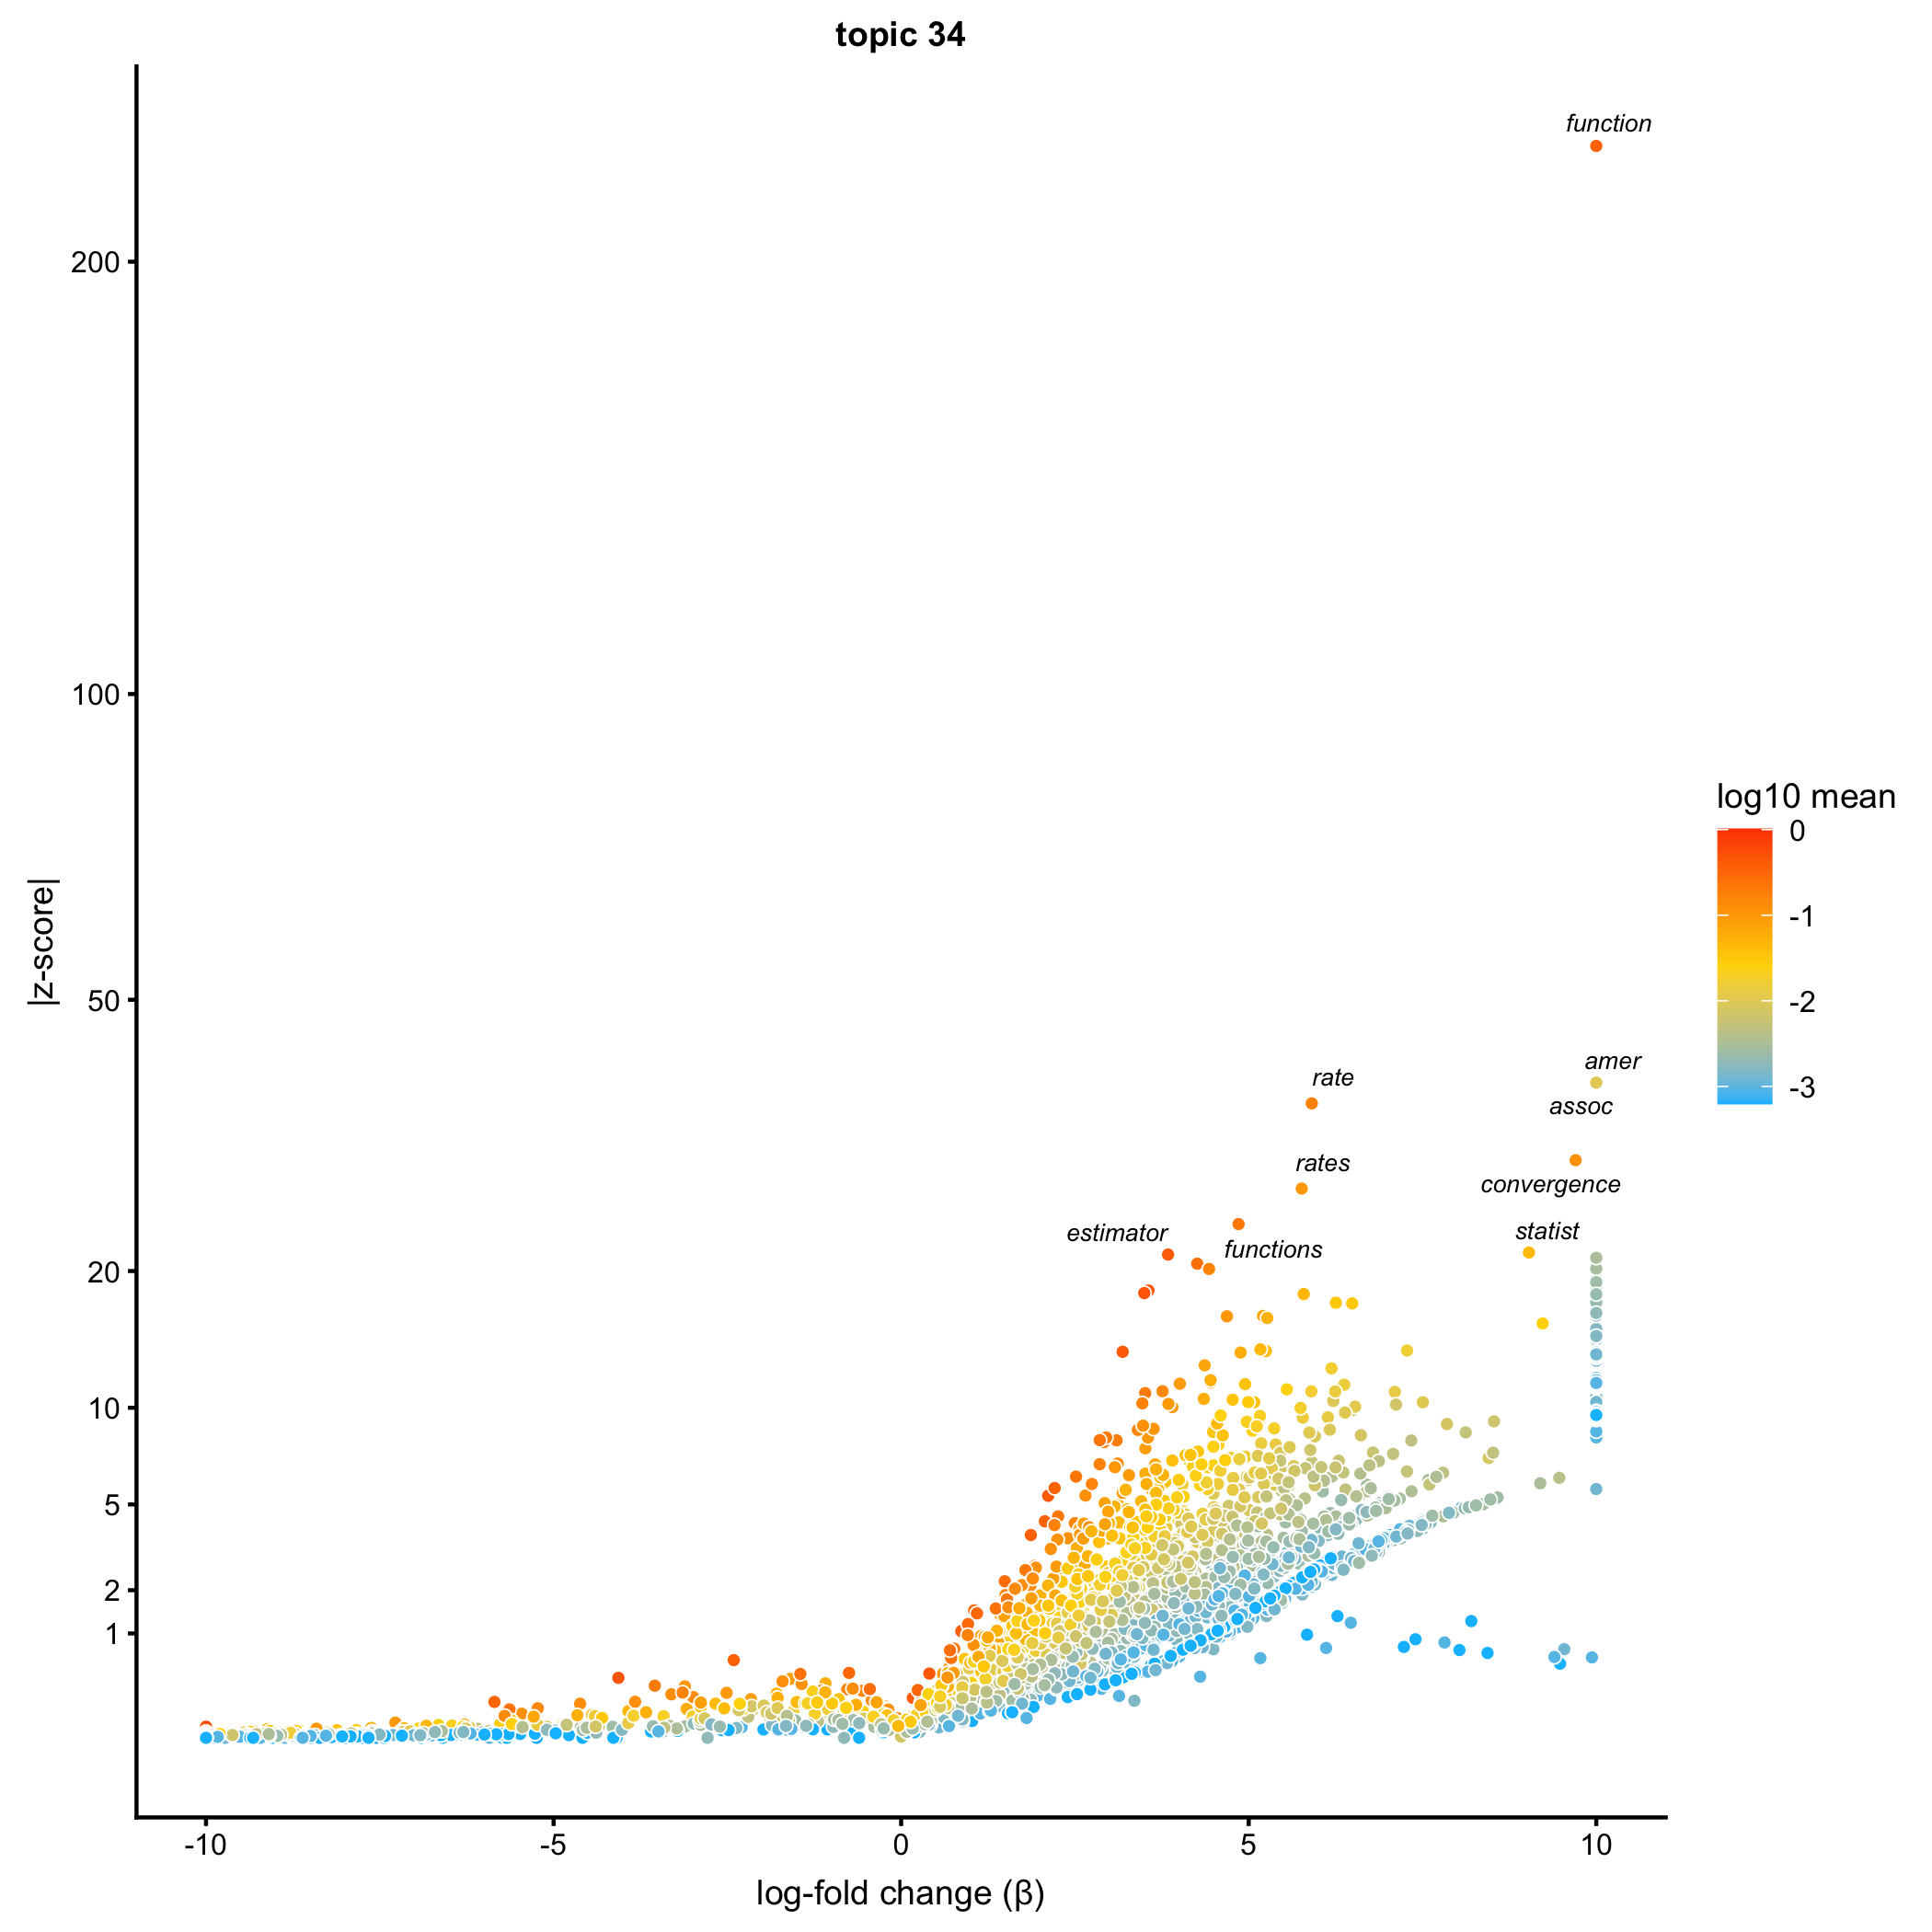 topic 34
function
200
100
log10 mean
0
-1
-2
-3
|z-score|
50
amer
rate
assoc
rates
convergence
estimator
statist
functions
20
10
5
2
1
-10
-5
0
5
10
log-fold change (β)